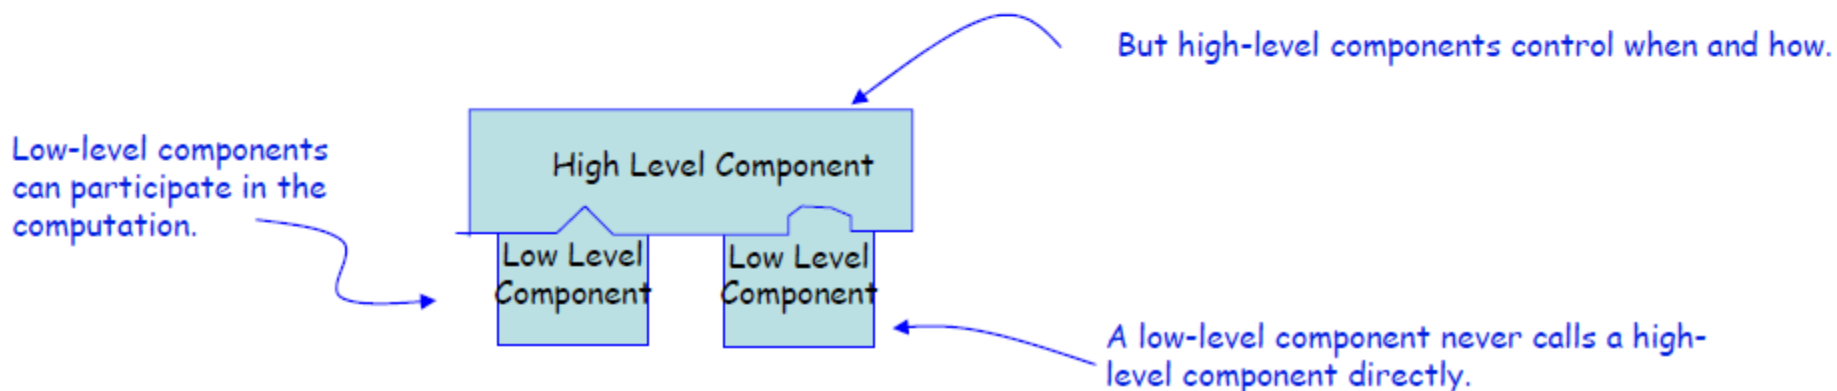 But high-level components control when and how.
Low-level components
can participate in the
computation.
High Level Component
Low Level
Component
Low Level
Component
A low-level component never calls a high-
level component directly.